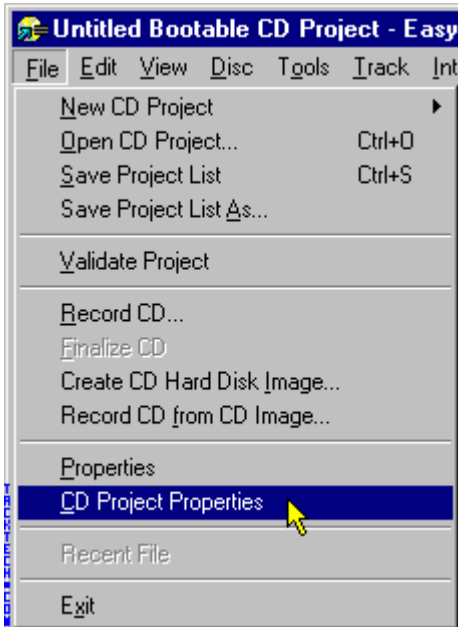 Untitled Bootable CD Project - Easy
File Edit View Disc Tools Track Int
New CD Project
Open CD Project... Ctrl+O
Save Project List Ctrl+S
Save Project List As...
Validate Project
Record CD...
Finalize CD
Create CD Hard Disk Image...
Record CD from CD Image...
Properties
CD Project Properties
Recent File
Exit